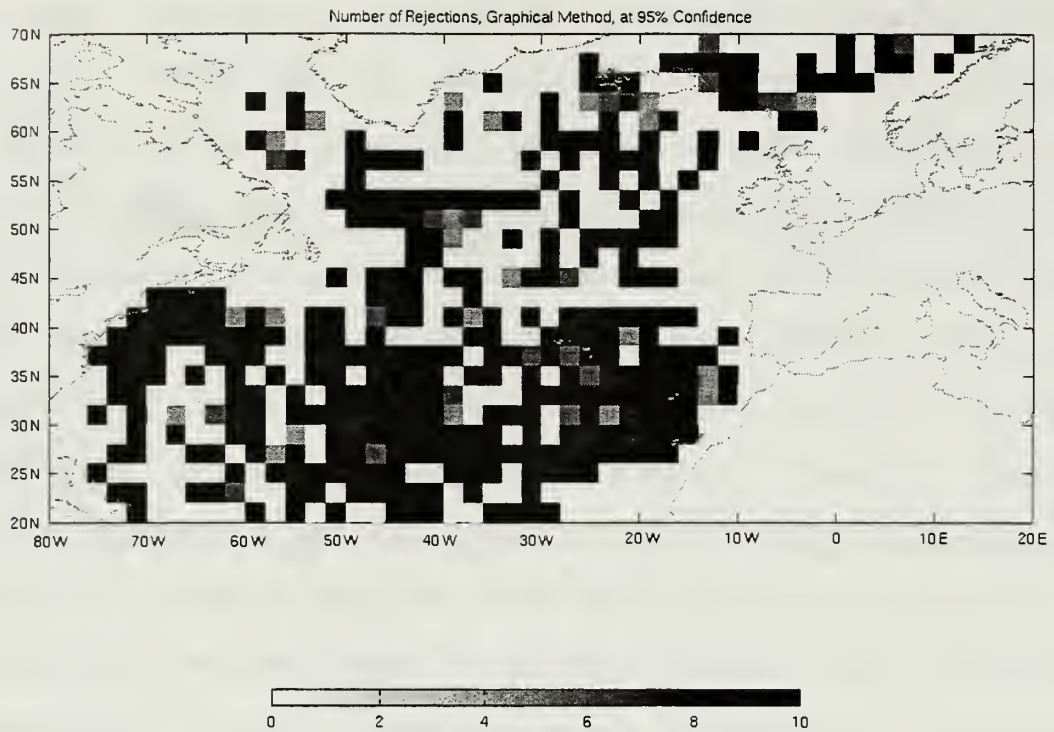 Number of Rejections, Graphical Method, at 95% Confidence
70N
65N
60N
55N
50N
45N
40N
35N
30N
25N
20N
80W 70W 60W 50W 40W 30W 20W 10W 0 10E 20E
0 2 4 6 8 10